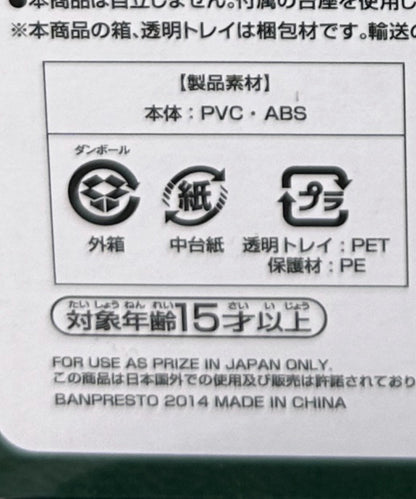 ●本商品は自立しません。付属の台座を使用し
※本商品の箱、透明トレイは梱包材です。輸送の
【製品素材】
本体：PVC・ABS
ダンボール
紙
プラ
外箱
中台紙
透明トレイ：PET
保護材：PE
たいしょうねんれい さい いじょう
対象年齢15才以上
FOR USE AS PRIZE IN JAPAN ONLY.
この商品は日本国外での使用及び販売は許諾されており
BANPRESTO 2014 MADE IN CHINA